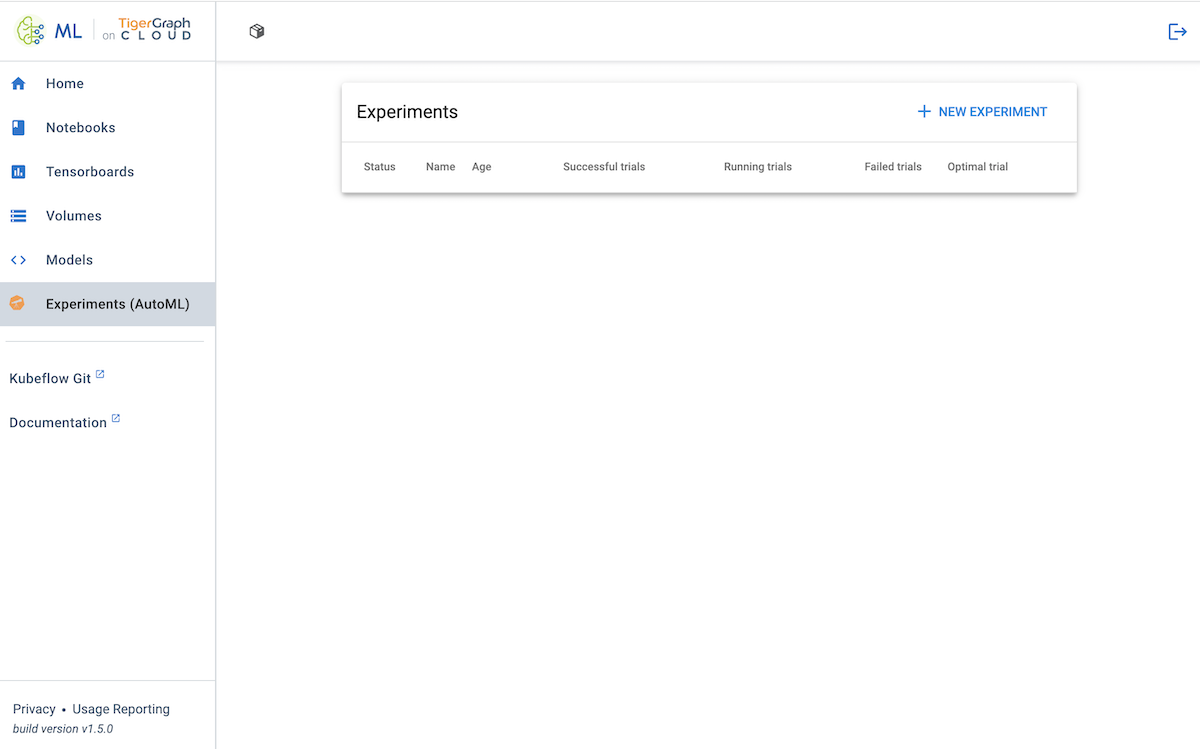 ML on TigerGraph CLOUD
Home
Notebooks
Tensorboards
Volumes
Models
Experiments (AutoML)
Kubeflow Git
Documentation
Privacy • Usage Reporting
build version v1.5.0
Experiments
NEW EXPERIMENT
Status Name Age Successful trials Running trials Failed trials Optimal trial